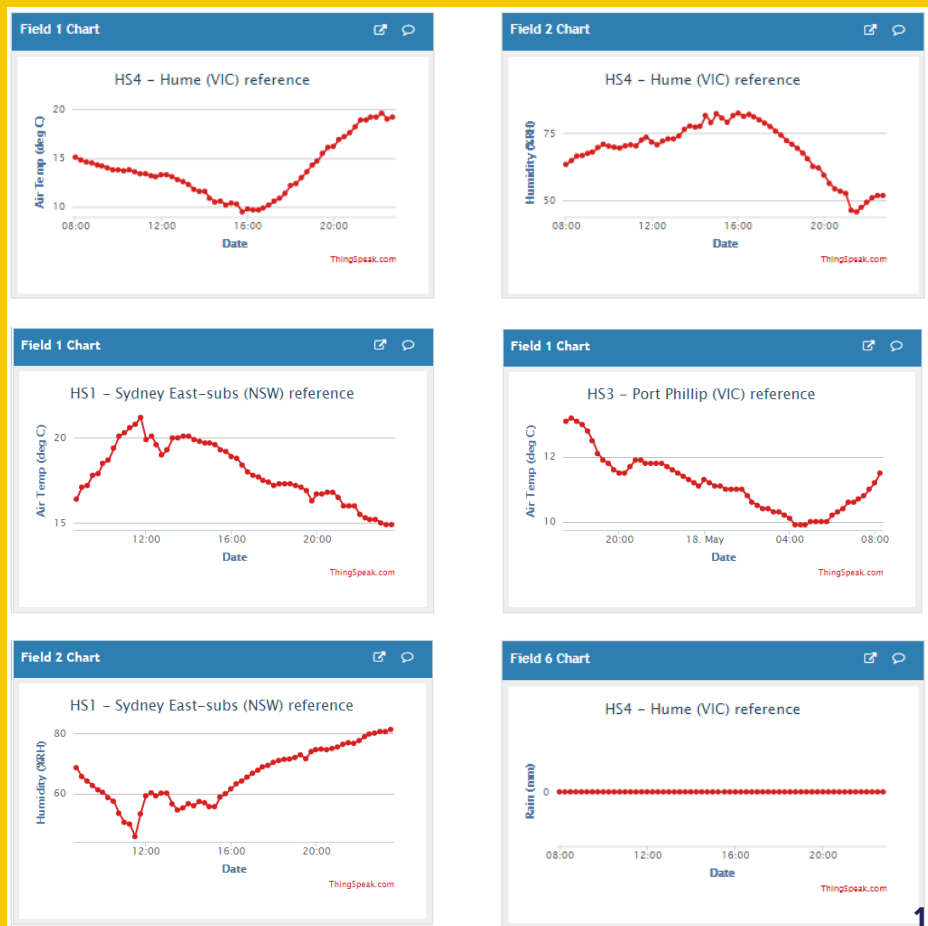 Field 1 Chart
HS4 – Hume (VIC) reference
Air Temp (deg C)
20
15
10
08:00 12:00 16:00 20:00
Date
ThingSpeak.com
Field 2 Chart
HS4 – Hume (VIC) reference
Humidity (%RH)
75
50
08:00 12:00 16:00 20:00
Date
ThingSpeak.com
Field 1 Chart
HS1 – Sydney East-subs (NSW) reference
Air Temp (deg C)
20
15
12:00 16:00 20:00
Date
ThingSpeak.com
Field 1 Chart
HS3 – Port Phillip (VIC) reference
Air Temp (deg C)
12
10
20:00 18. May 04:00 08:00
Date
ThingSpeak.com
Field 2 Chart
HS1 – Sydney East-subs (NSW) reference
Humidity (%RH)
80
60
12:00 16:00 20:00
Date
ThingSpeak.com
Field 6 Chart
HS4 – Hume (VIC) reference
Rain (mm)
0
08:00 12:00 16:00 20:00
Date
ThingSpeak.com
1